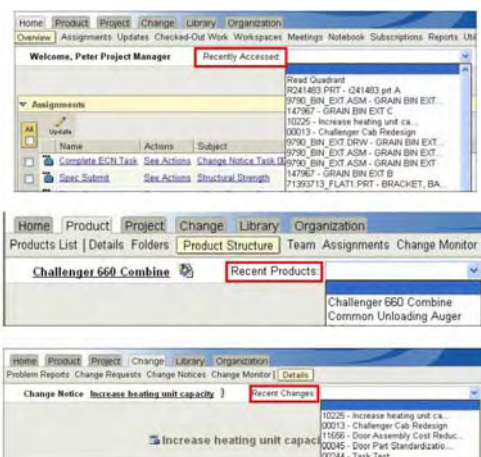 Home Product Project Change Library Organization
Overview Assignments Updates Checked-Out Work Workspaces Meetings Notebook Subscriptions Reports Util
Welcome, Peter Project Manager Recently Accessed:
Read Quadrant
R241483.PRT - r241483.prt A
9790_BIN_EXT.ASM - GRAIN BIN EXT...
147967 - GRAIN BIN EXT C
Assignments
10225 - Increase heating unit ca...
00013 - Challenger Cab Redesign
All Update
9790_BIN_EXT.DRW - GRAIN BIN EXT...
9790_BIN_EXT.ASM - GRAIN BIN EXT...
Name Actions Subject
Complete ECN Task See Actions Change Notice Task
9790_BIN_EXT.ASM - GRAIN BIN EXT
147967 - GRAIN BIN EXT B
Spec Submit See Actions Structural Strength
71393713_FLAT1.PRT - BRACKET, BA...
Home Product Project Change Library Organization
Products List | Details Folders Product Structure Team Assignments Change Monitor
Challenger 660 Combine Recent Products:
Challenger 660 Combine
Common Unloading Auger
Home Product Project Change Library Organization
Problem Reports Change Requests Change Notices Change Monitor | Details
Change Notice Increase heating unit capacity Recent Changes:
10225 - Increase heating unit ca...
00013 - Challenger Cab Redesign
Increase heating unit capaci
11656 - Door Assembly Cost Reduc...
00045 - Door Part Standardizatio...
00244 - Task Test